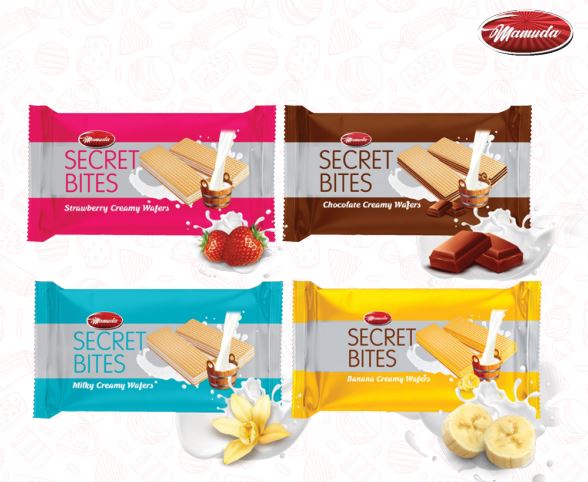 Mamuda
Mamuda
SECRET
BITES
Strawberry Creamy Wafers
Mamuda
SECRET
BITES
Chocolate Creamy Wafers
Mamuda
SECRET
BITES
Milky Creamy Wafers
Mamuda
SECRET
BITES
Banana Creamy Wafers